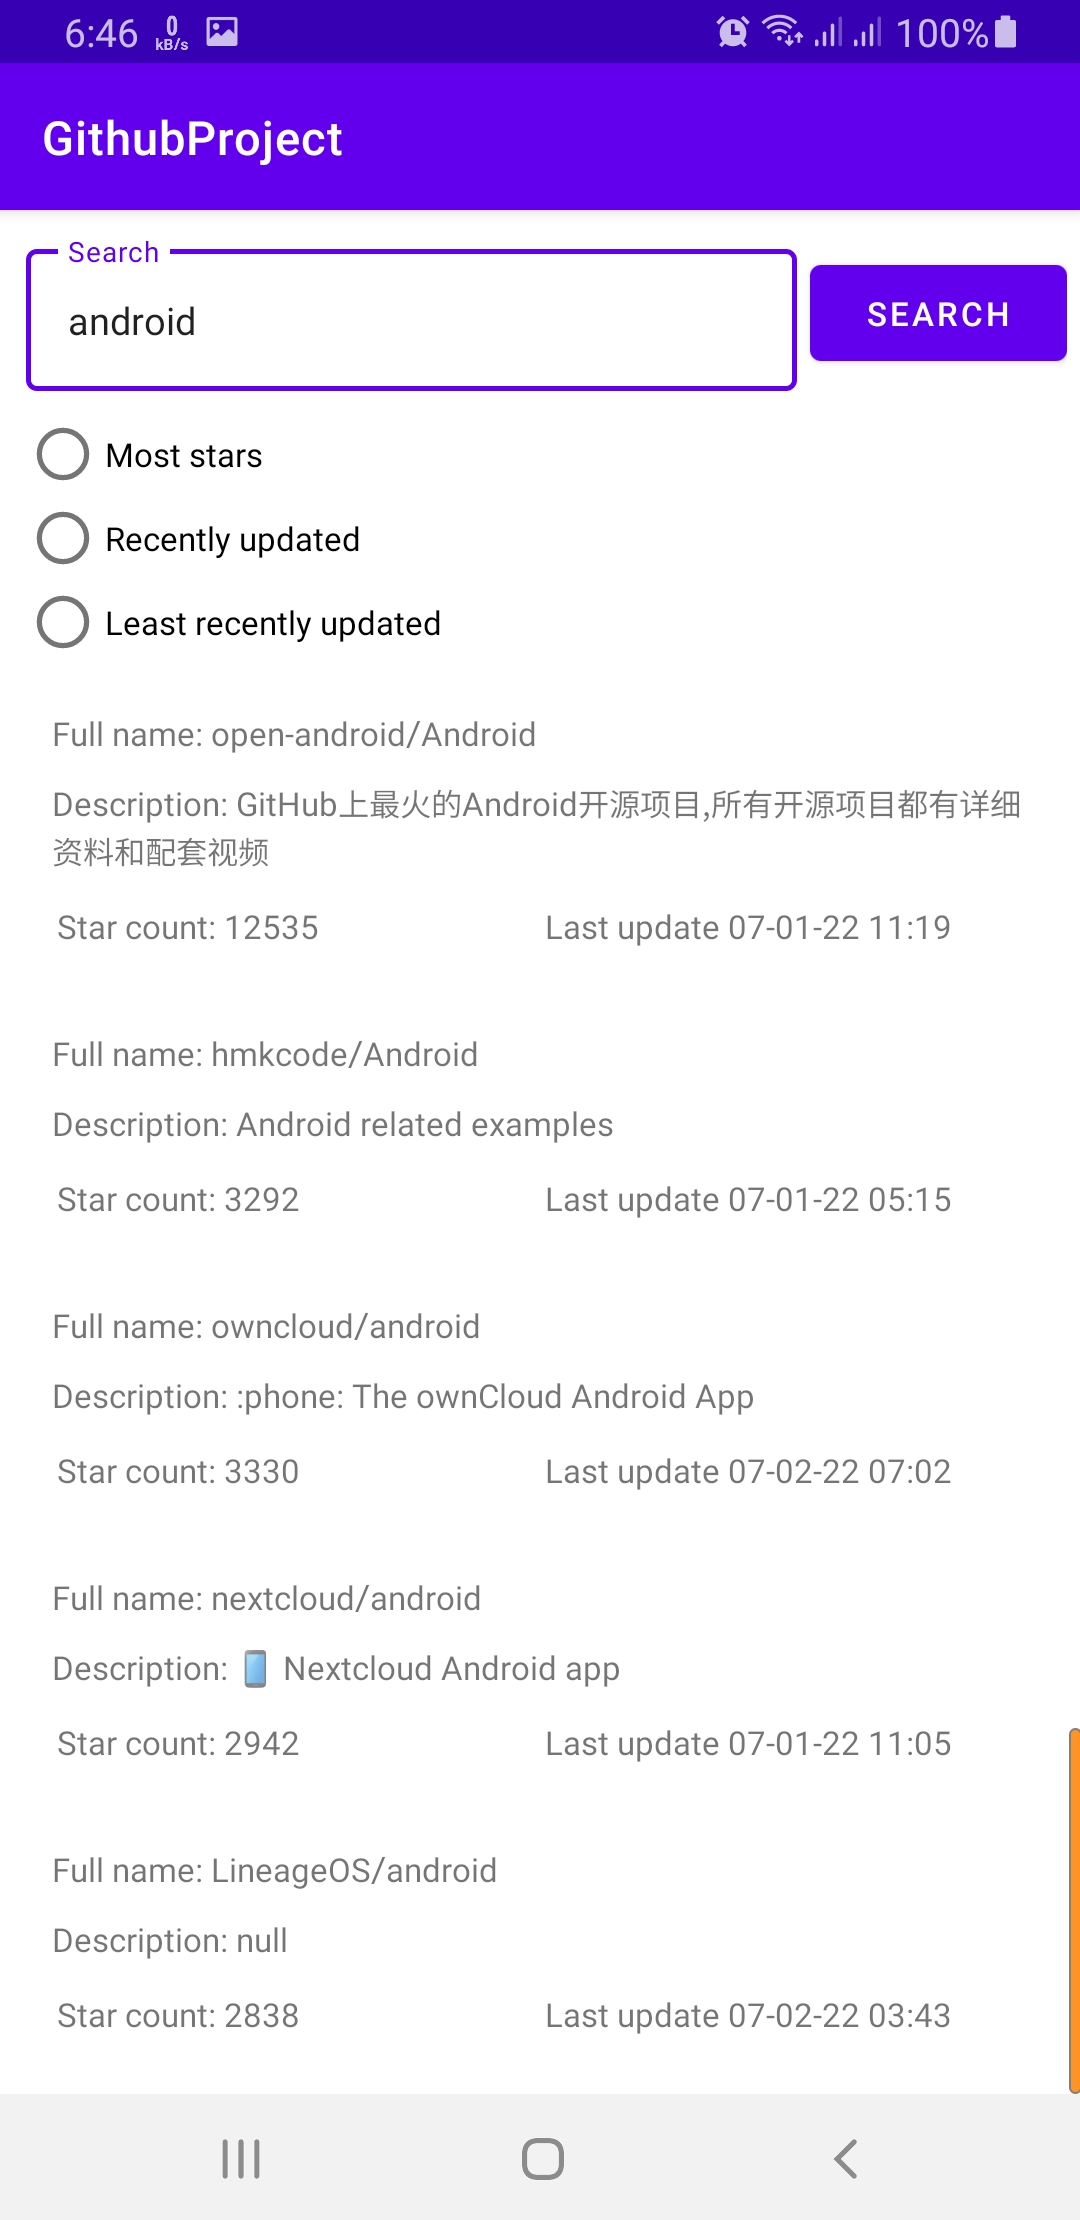 6:46 0 kB/s 100%
GithubProject
Search
android
SEARCH
Most stars
Recently updated
Least recently updated
Full name: open-android/Android
Description: GitHub上最火的Android开源项目,所有开源项目都有详细
资料和配套视频
Star count: 12535 Last update 07-01-22 11:19
Full name: hmkcode/Android
Description: Android related examples
Star count: 3292 Last update 07-01-22 05:15
Full name: owncloud/android
Description: :phone: The ownCloud Android App
Star count: 3330 Last update 07-02-22 07:02
Full name: nextcloud/android
Description: 📱 Nextcloud Android app
Star count: 2942 Last update 07-01-22 11:05
Full name: LineageOS/android
Description: null
Star count: 2838 Last update 07-02-22 03:43